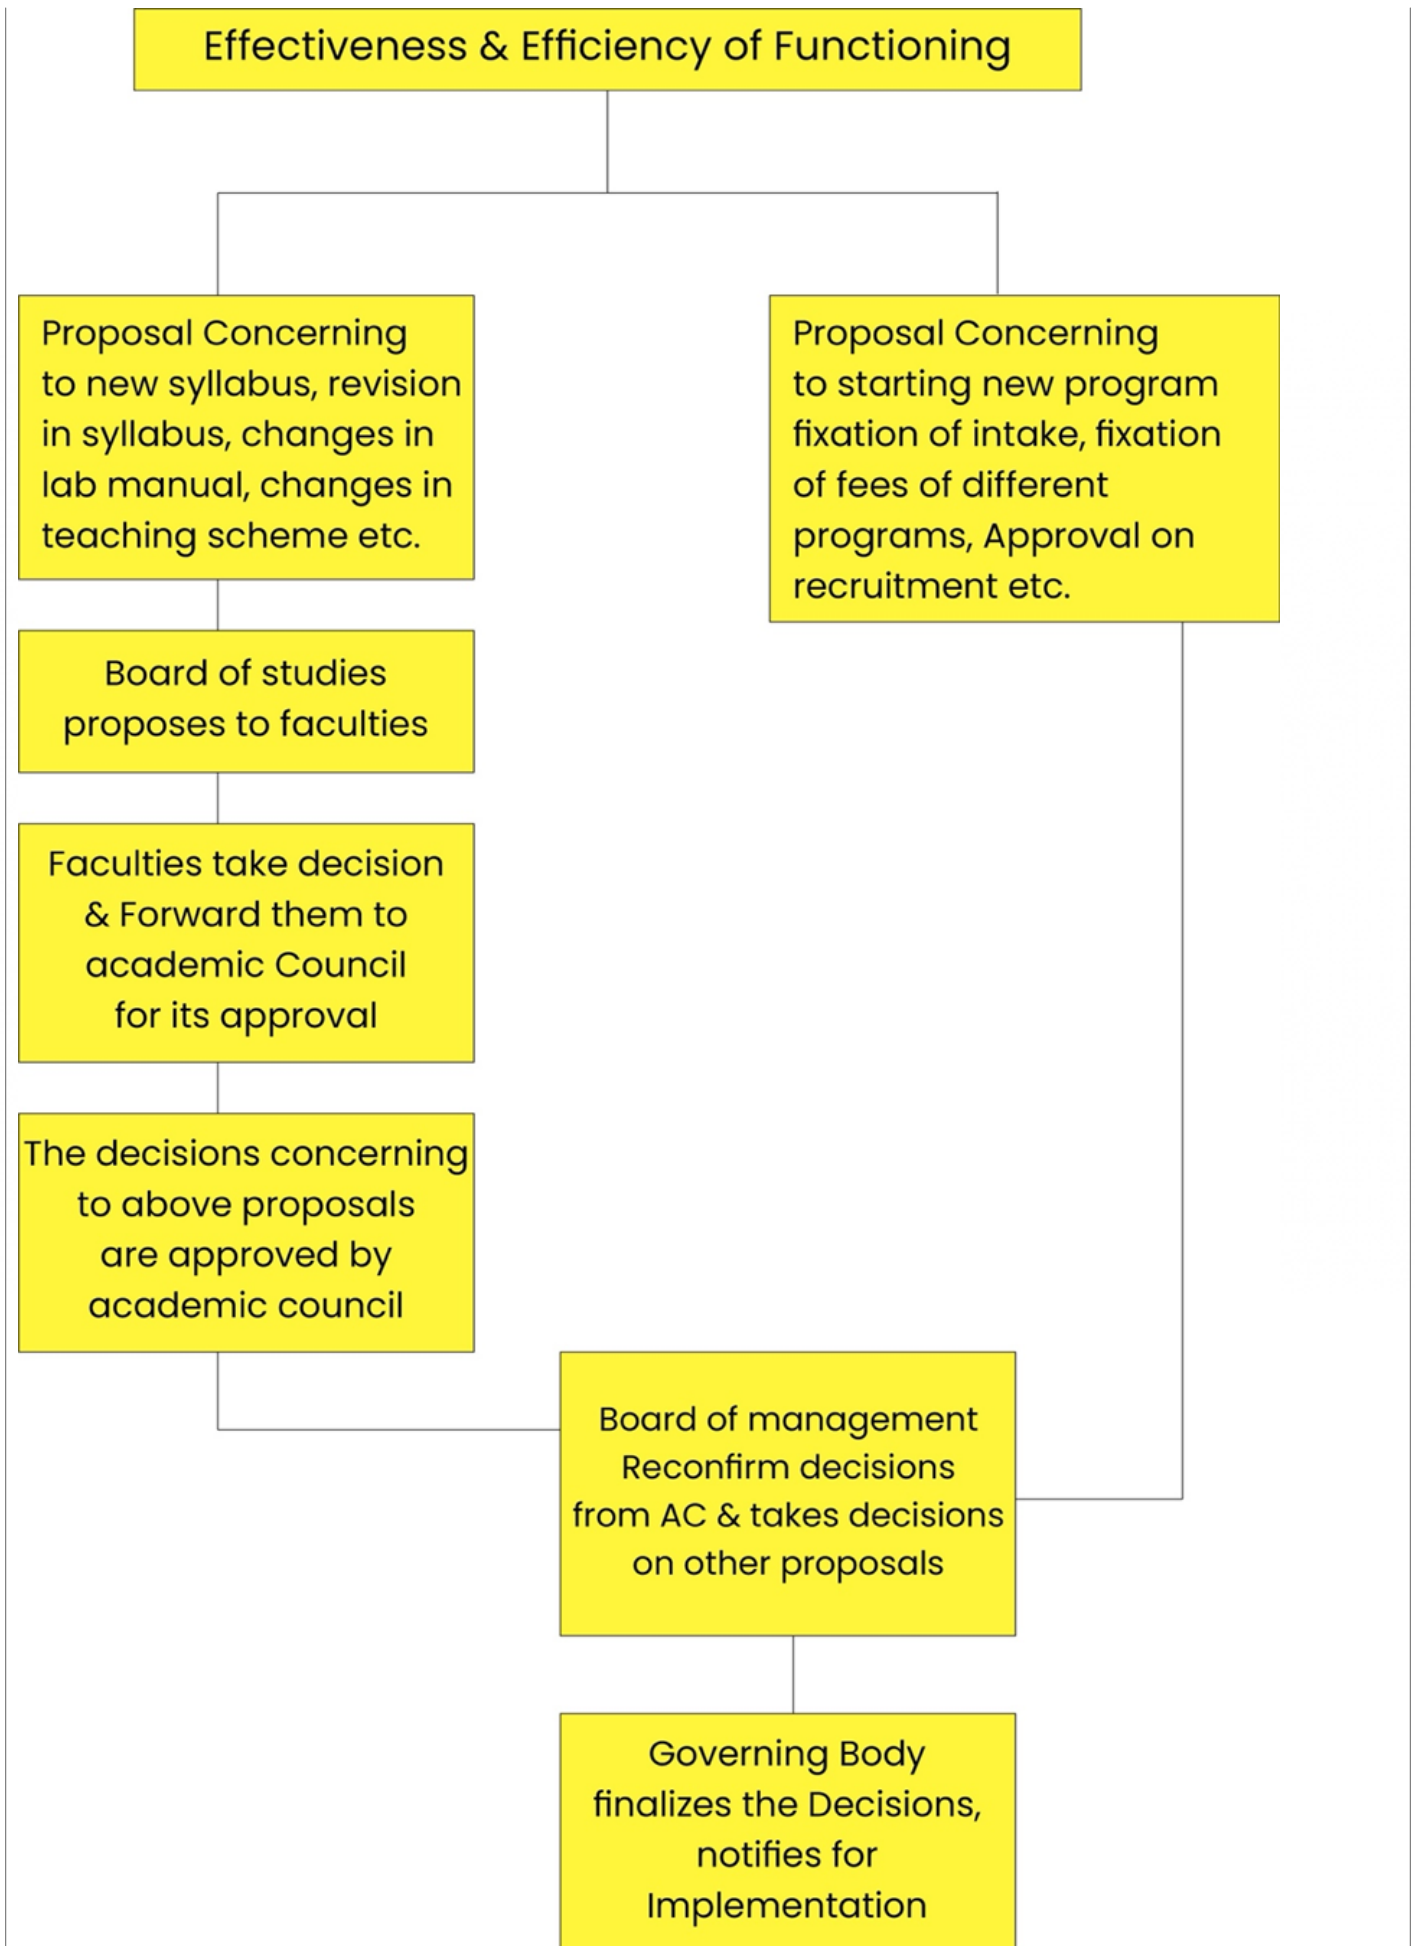 Effectiveness & Efficiency of Functioning
Proposal Concerning
to new syllabus, revision
in syllabus, changes in
lab manual, changes in
teaching scheme etc.
Proposal Concerning
to starting new program
fixation of intake, fixation
of fees of different
programs, Approval on
recruitment etc.
Board of studies
proposes to faculties
Faculties take decision
& Forward them to
academic Council
for its approval
The decisions concerning
to above proposals
are approved by
academic council
Board of management
Reconfirm decisions
from AC & takes decisions
on other proposals
Governing Body
finalizes the Decisions,
notifies for
Implementation